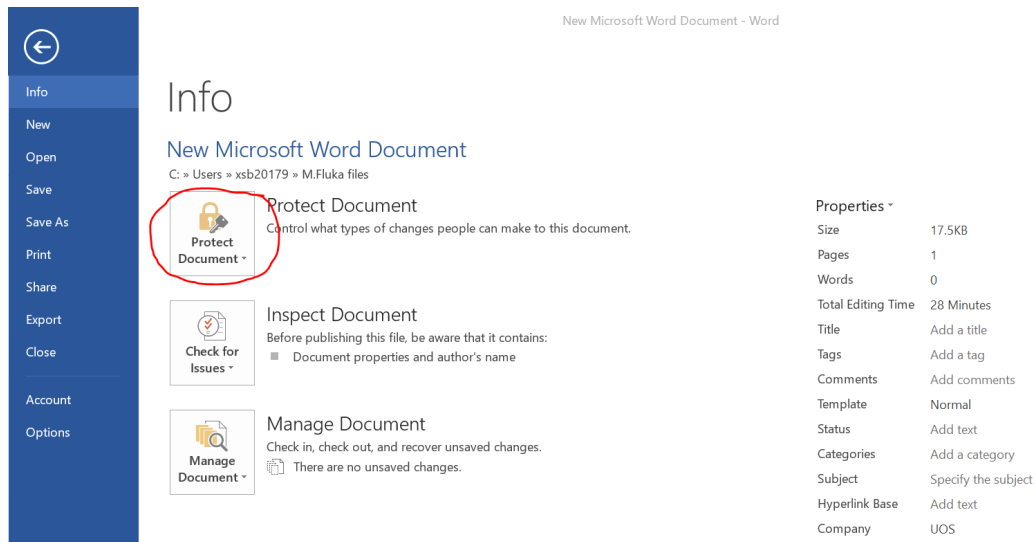 New Microsoft Word Document - Word
Info
New
Open
Save
Save As
Print
Share
Export
Close
Account
Options
Info
New Microsoft Word Document
C: » Users » xsb20179 » M.Fluka files
Protect
Document
Protect Document
Control what types of changes people can make to this document.
Check for
Issues
Inspect Document
Before publishing this file, be aware that it contains:
Document properties and author's name
Manage
Document
Manage Document
Check in, check out, and recover unsaved changes.
There are no unsaved changes.
Properties
Size 17.5KB
Pages 1
Words 0
Total Editing Time 28 Minutes
Title Add a title
Tags Add a tag
Comments Add comments
Template Normal
Status Add text
Categories Add a category
Subject Specify the subject
Hyperlink Base Add text
Company UOS